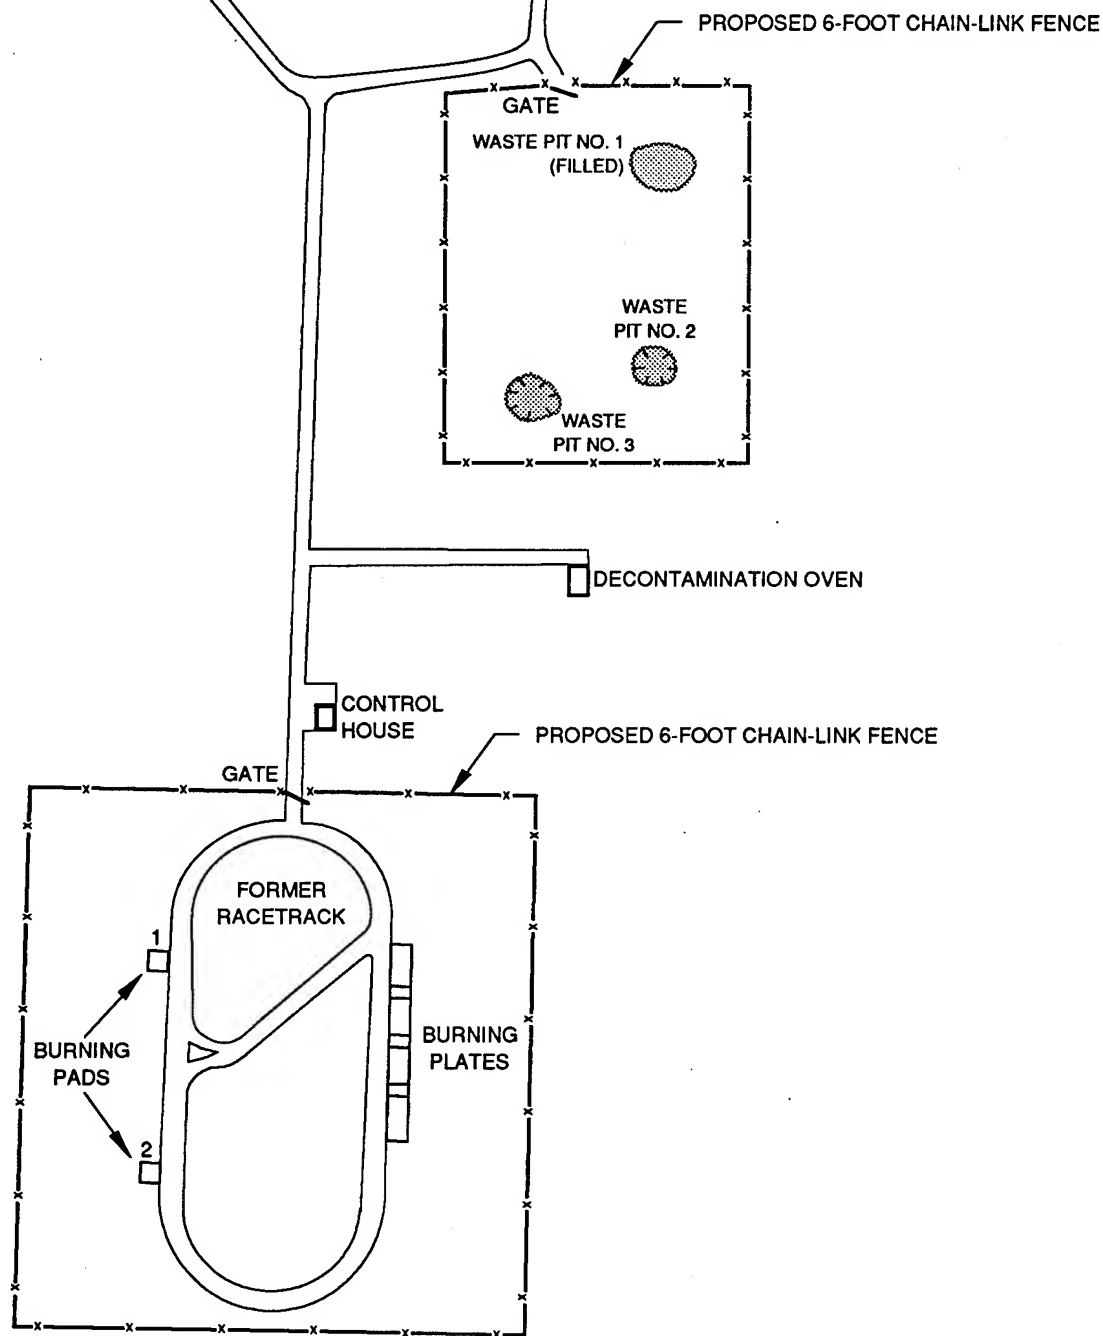 PROPOSED 6-FOOT CHAIN-LINK FENCE
GATE
WASTE PIT NO. 1
(FILLED)
WASTE
PIT NO. 2
WASTE
PIT NO. 3
DECONTAMINATION OVEN
CONTROL
HOUSE
PROPOSED 6-FOOT CHAIN-LINK FENCE
GATE
FORMER
RACETRACK
1
BURNING
PADS
BURNING
PLATES
2